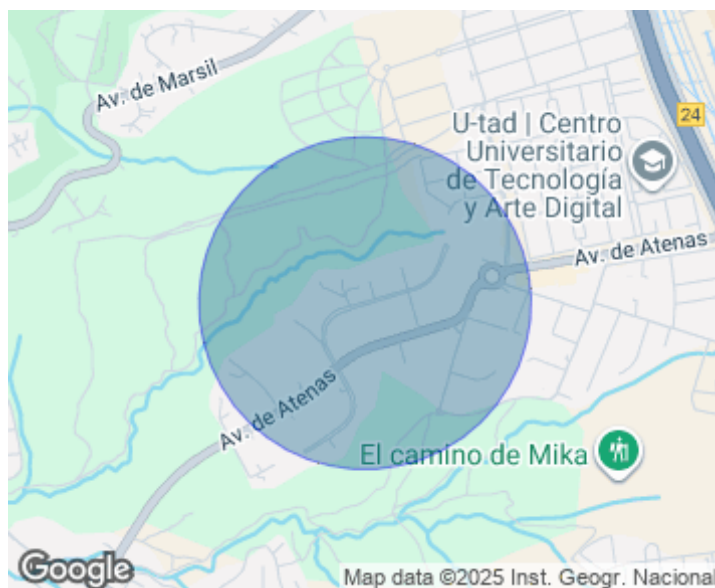 Av. de Marsil
24
U-tad | Centro
Universitario
de Tecnología
y Arte Digital
Av. de Atenas
Av. de Atenas
El camino de Mika
Google
Map data ©2025 Inst. Geogr. Nacional